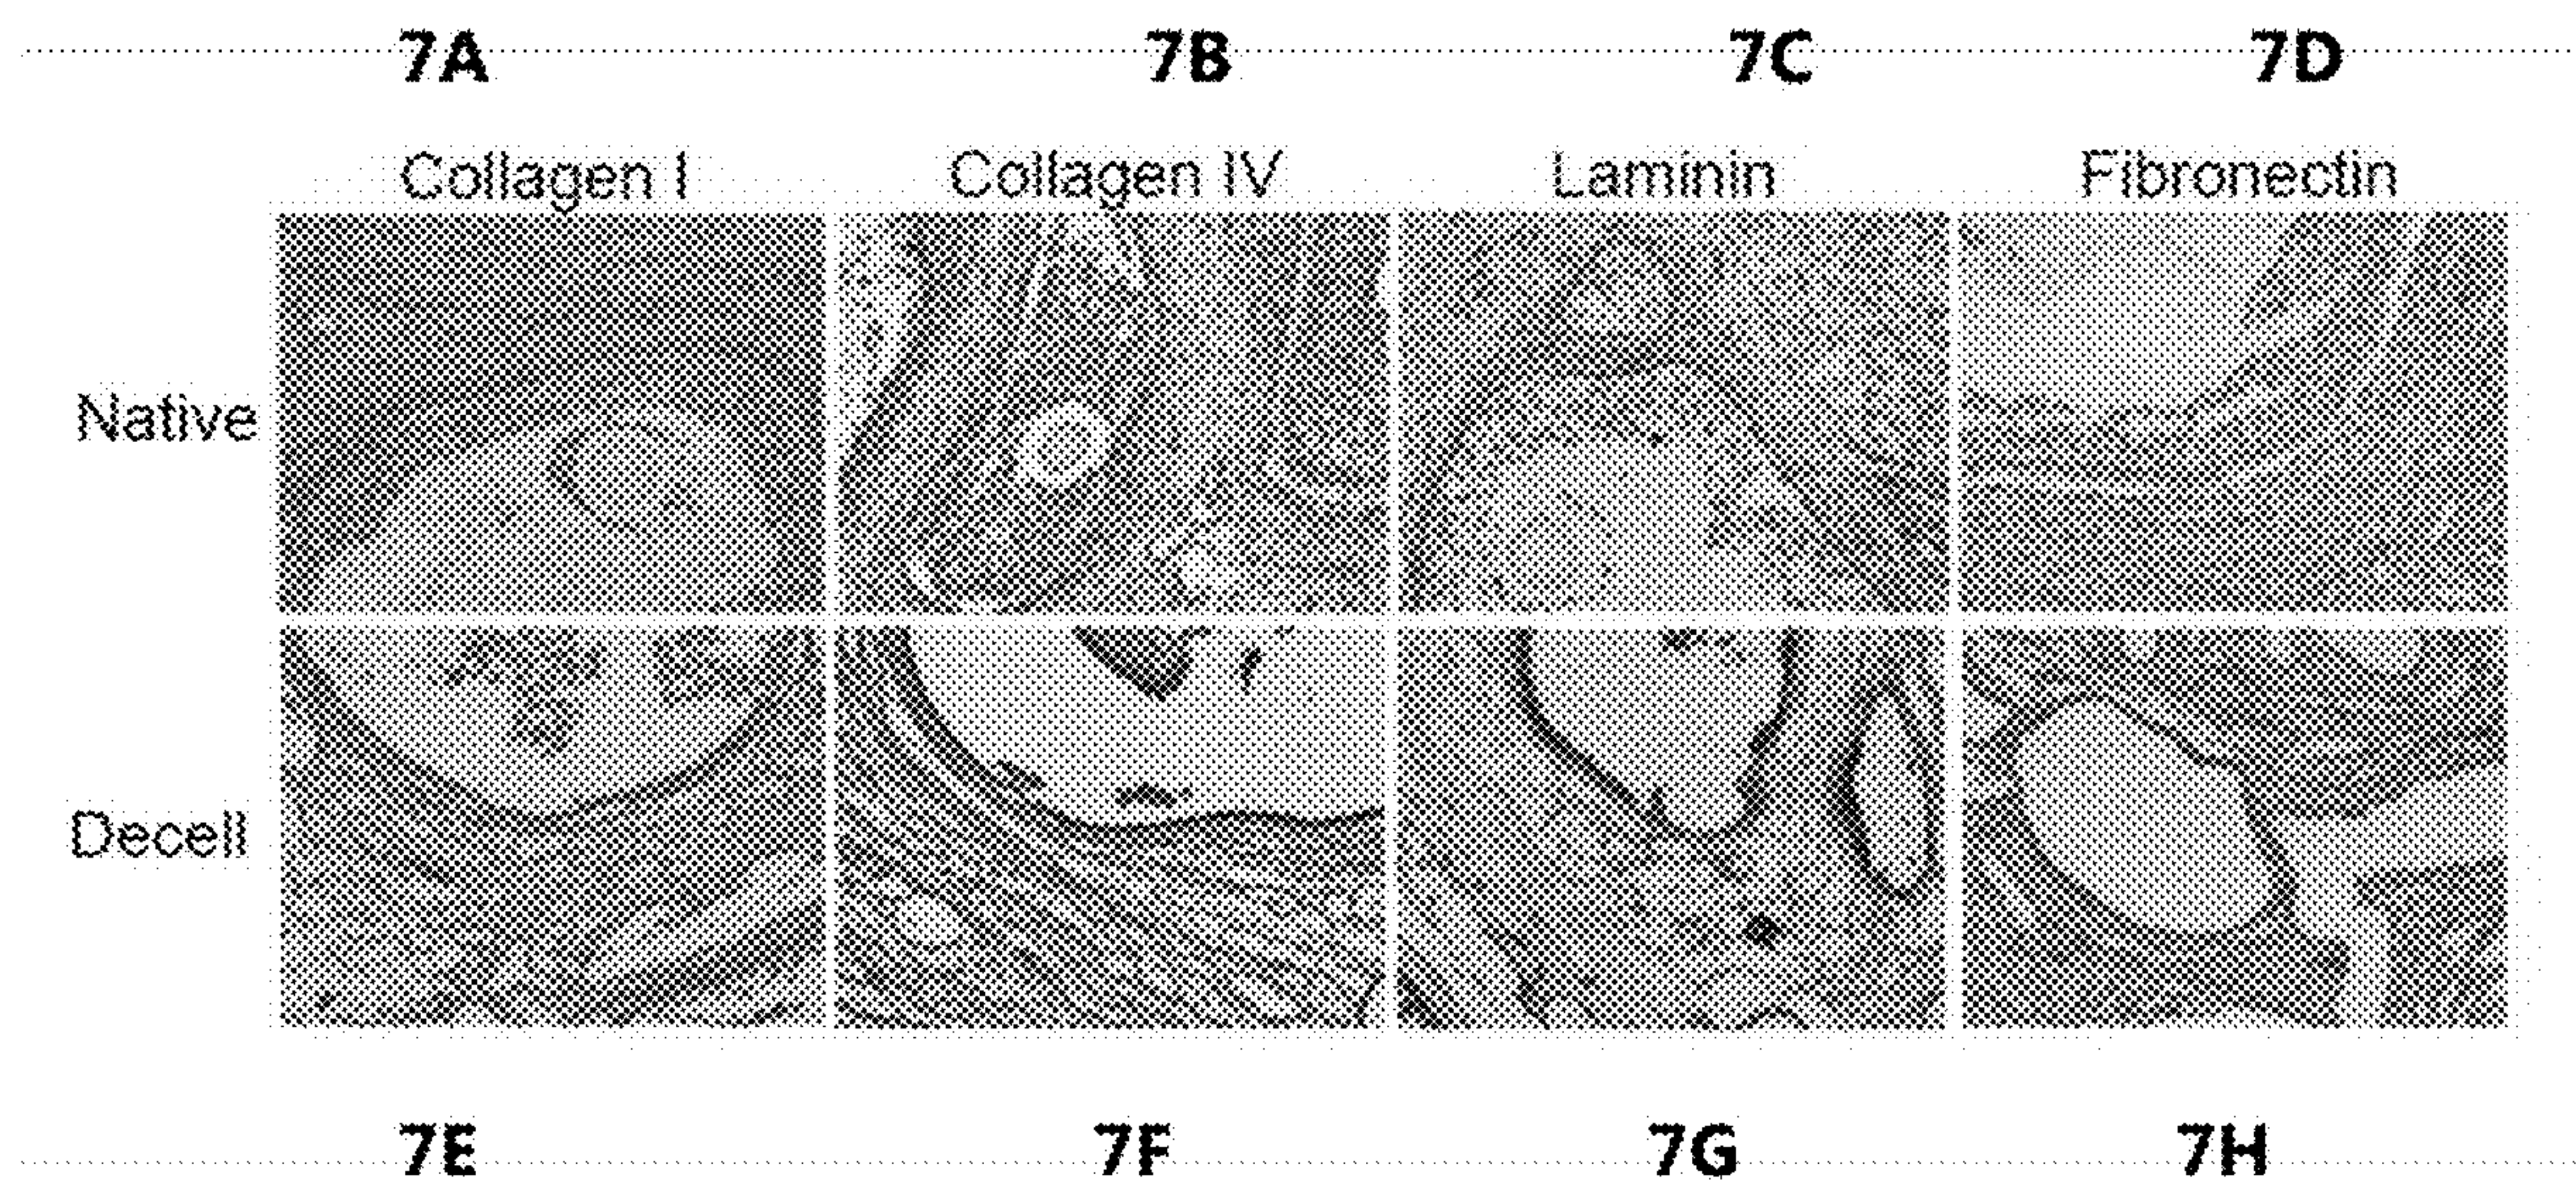 7A 7B 7C 7D
Collagen I Collagen IV Laminin Fibronectin
Native
Decell
7E 7F 7G 7H